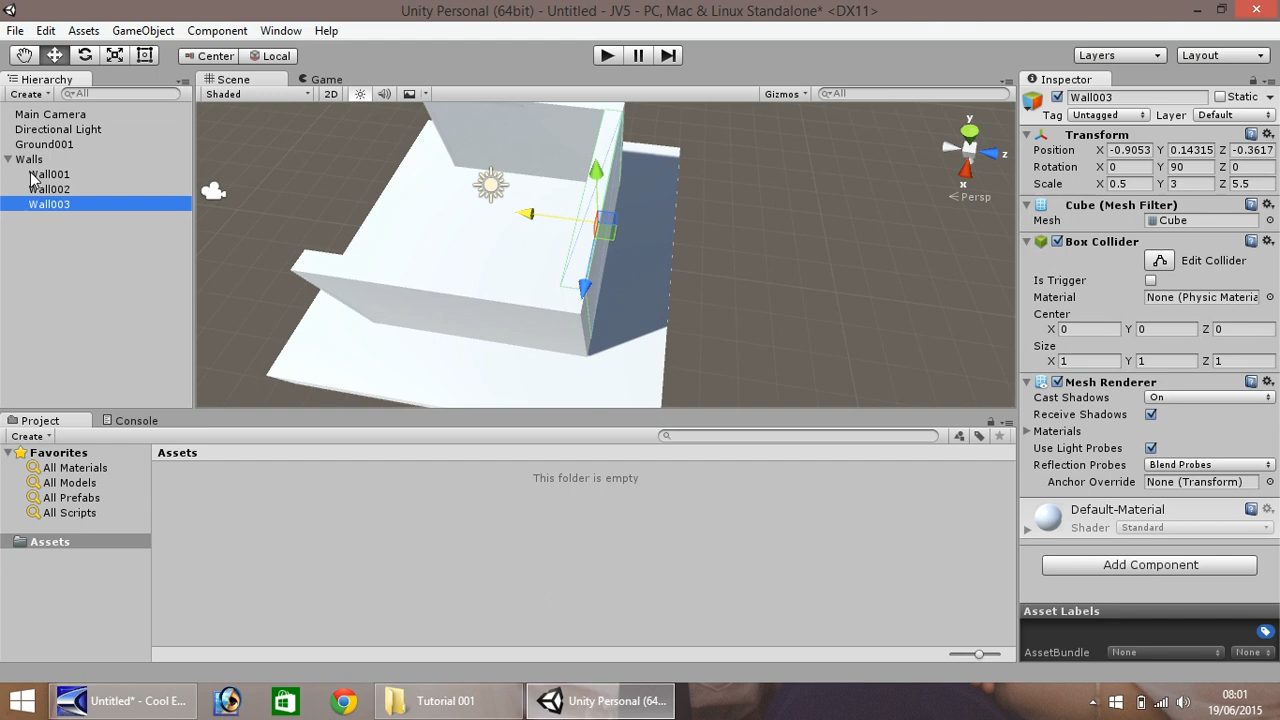 Unity Personal (64bit) - Untitled - JV5 - PC, Mac & Linux Standalone* <DX11>
File Edit Assets GameObject Component Window Help
Center Local Layers Layout
Hierarchy
Create All
Main Camera
Directional Light
Ground001
Walls
Wall001
Wall002
Wall003
Scene Game
Shaded 2D Gizmos All
y
z
x
Persp
Inspector
Wall003 Static
Tag Untagged Layer Default
Transform
Position X -0.9053 Y 0.14315 Z -0.3617
Rotation X 0 Y 90 Z 0
Scale X 0.5 Y 3 Z 5.5
Cube (Mesh Filter)
Mesh Cube
Box Collider
Edit Collider
Is Trigger
Material None (Physic Materia
Center
X 0 Y 0 Z 0
Size
X 1 Y 1 Z 1
Mesh Renderer
Cast Shadows On
Receive Shadows
Materials
Use Light Probes
Reflection Probes Blend Probes
Anchor Override None (Transform)
Default-Material
Shader Standard
Add Component
Asset Labels
AssetBundle None None
Project Console
Create
Favorites
All Materials
All Models
All Prefabs
All Scripts
Assets
Assets
This folder is empty
Untitled* - Cool E...
Tutorial 001
Unity Personal (64...
08:01
19/06/2015